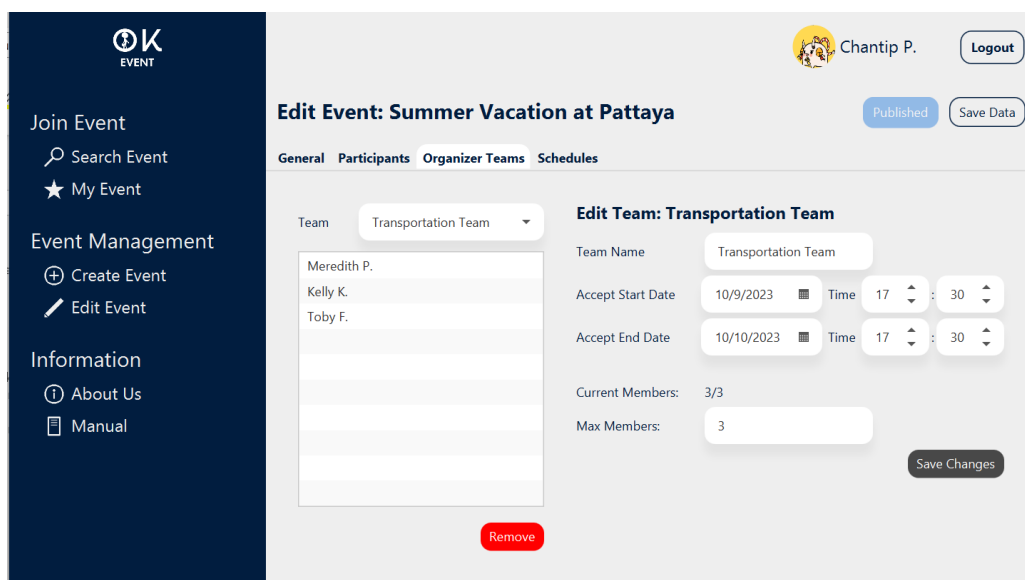 OK
EVENT
Join Event
Search Event
My Event
Event Management
Create Event
Edit Event
Information
About Us
Manual
Chantip P.
Logout
Edit Event: Summer Vacation at Pattaya
Published
Save Data
General Participants Organizer Teams Schedules
Team Transportation Team
Meredith P.
Kelly K.
Toby F.
Remove
Edit Team: Transportation Team
Team Name Transportation Team
Accept Start Date 10/9/2023 Time 17 : 30
Accept End Date 10/10/2023 Time 17 : 30
Current Members: 3/3
Max Members: 3
Save Changes